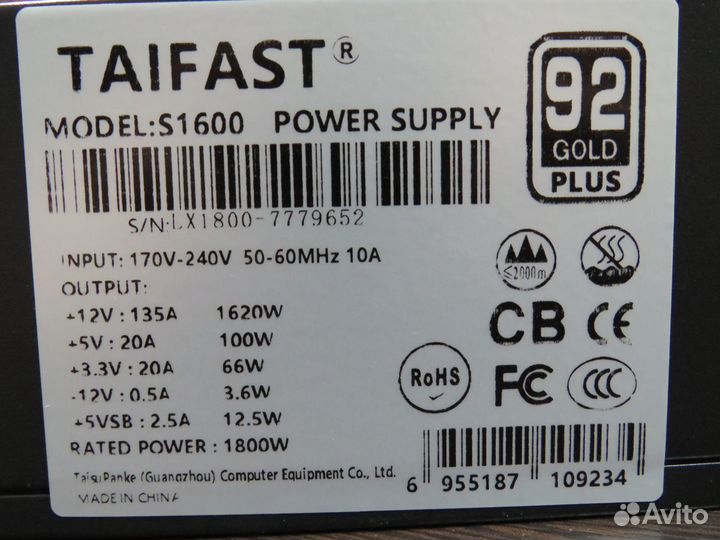 TAIFAST®
92
GOLD
PLUS
MODEL:S1600 POWER SUPPLY
S/N:LX1800-7779652
INPUT: 170V-240V 50-60MHz 10A
≤2000m
OUTPUT:
+12V : 135A 1620W
+5V : 20A 100W
+3.3V : 20A 66W
-12V : 0.5A 3.6W
+5VSB : 2.5A 12.5W
RATED POWER : 1800W
CB CE
RoHS FC CCC
TaisuPanke (Guangzhou) Computer Equipment Co., Ltd.
MADE IN CHINA
6 955187 109234
Avito